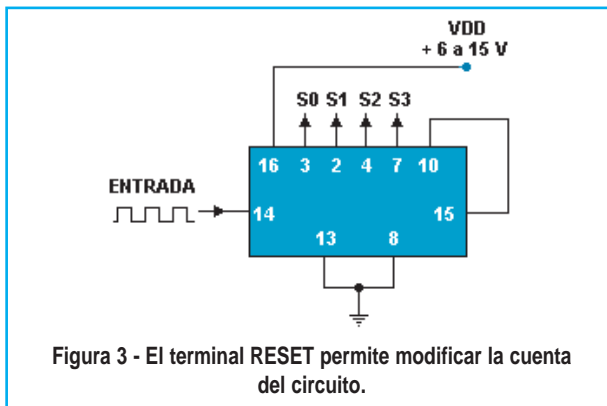 VDD
+ 6 a 15 V
S0 S1 S2 S3
16 3 2 4 7 10
ENTRADA
14
15
13 8
Figura 3 - El terminal RESET permite modificar la cuenta
del circuito.